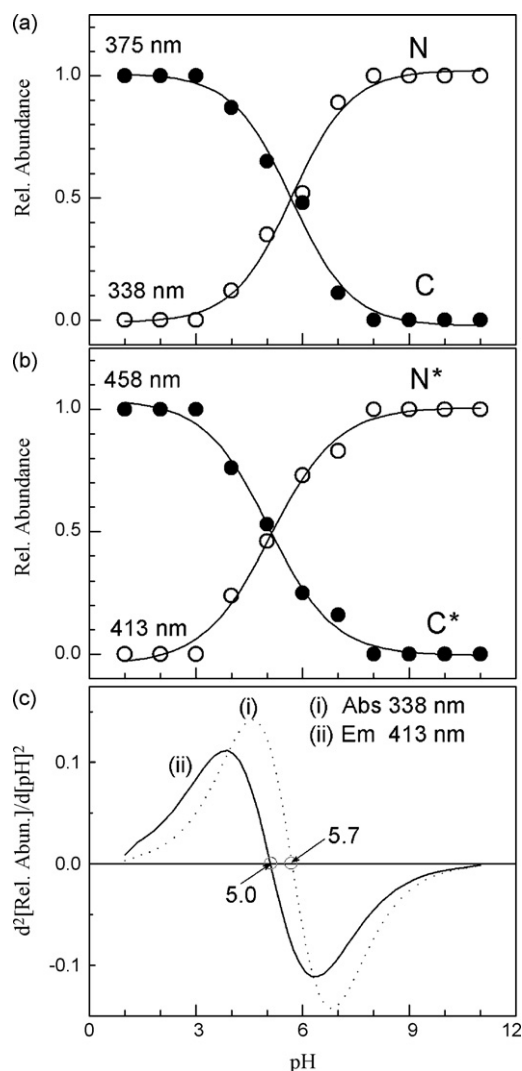 (a)
375 nm
N
1.0
Rel. Abundance
0.5
338 nm
C
0.0
(b)
458 nm
N*
1.0
Rel. Abundance
0.5
413 nm
C*
0.0
(c)
(i)
(i) Abs 338 nm
(ii) Em 413 nm
(ii)
0.1
d²[Rel. Abun.]/d[pH]²
5.7
0.0
5.0
-0.1
0 3 6 9 12
pH